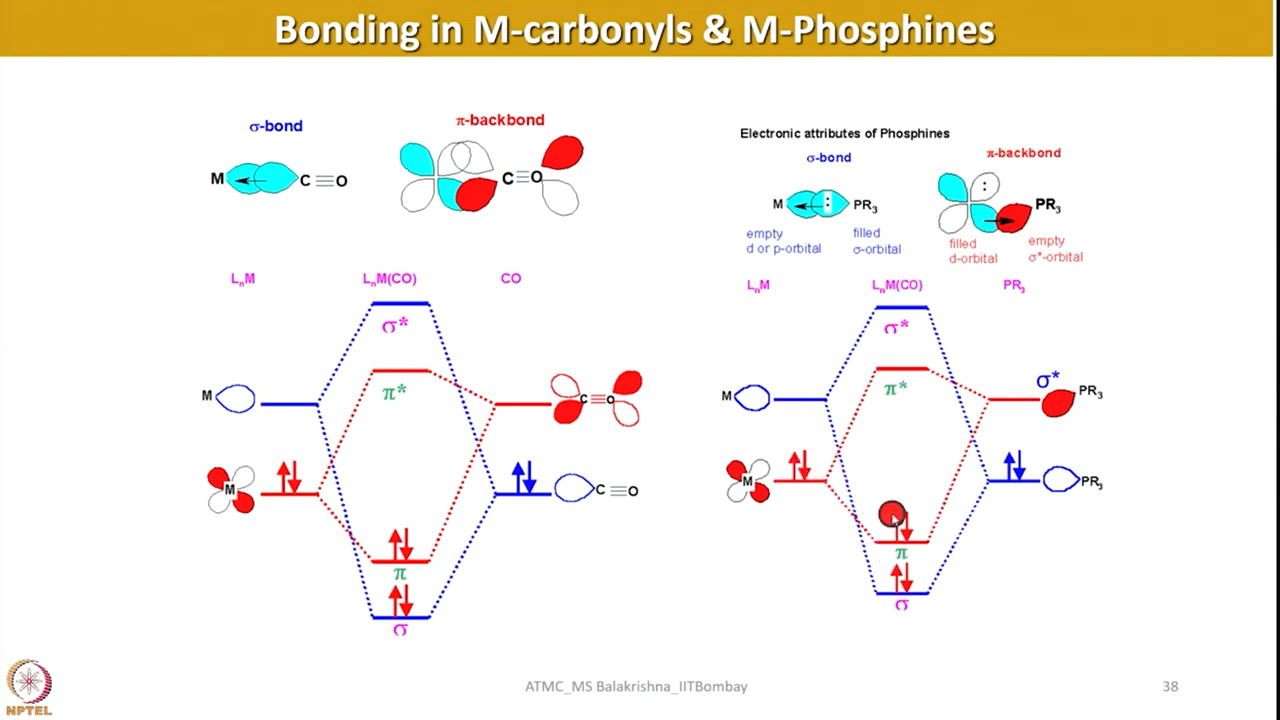 Bonding in M-carbonyls & M-Phosphines
σ-bond
M C≡O
π-backbond
C≡O
Electronic attributes of Phosphines
σ-bond
M : PR₃
empty
d or p-orbital
filled
σ-orbital
π-backbond
:
PR₃
filled
d-orbital
empty
σ*-orbital
LₙM LₙM(CO) CO
σ*
π*
M
C≡O
M
C≡O
π
σ
LₙM LₙM(CO) PR₃
σ*
π*
M
σ*
PR₃
M
PR₃
π
σ
NPTEL
ATMC_MS Balakrishna_IITBombay
38